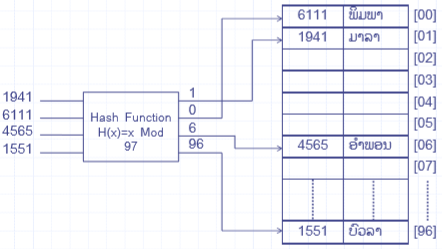 1941
6111
4565
1551
Hash Function
H(x)=x Mod
97
1
0
6
96
6111 ພິມພາ [00]
1941 ມາລາ [01]
[02]
[03]
[04]
[05]
4565 ອຳພອນ [06]
[07]
1551 ບົວລາ [96]